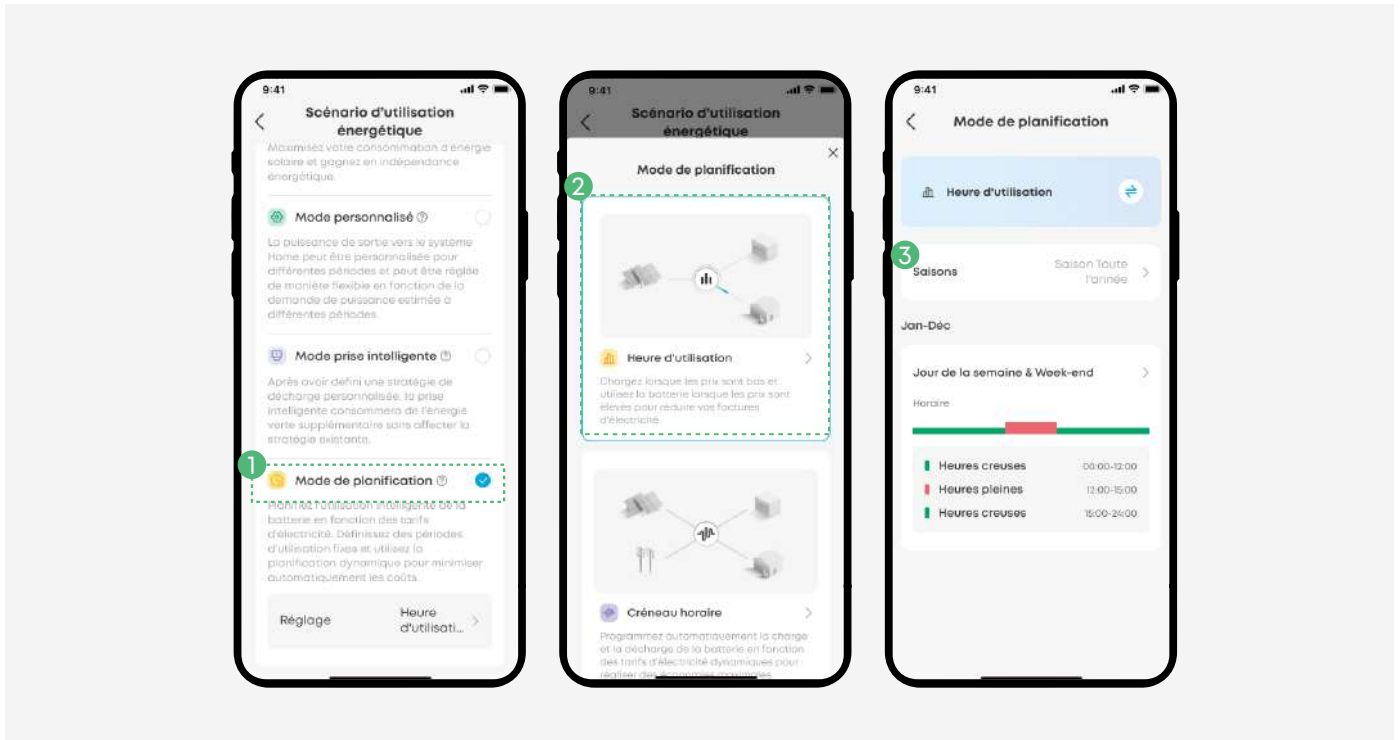 9:41
Scénario d'utilisation
énergétique
Maximisez votre consommation d'énergie
solaire et gagnez en indépendance
énergétique.
Mode personnalisé
La puissance de sortie vers le système
Home peut être personnalisée pour
différentes périodes et peut être réglée
de manière flexible en fonction de la
demande de puissance estimée à
différentes périodes.
Mode prise intelligente
Après avoir défini une stratégie de
décharge personnalisée, la prise
intelligente consommera de l'énergie
verte supplémentaire sans affecter la
stratégie existante.
1
Mode de planification
Planifiez l'utilisation intelligente de la
batterie en fonction des tarifs
d'électricité. Définissez des périodes
d'utilisation fixes et utilisez la
planification dynamique pour minimiser
automatiquement les coûts.
Réglage
Heure
d'utilisati...
9:41
Scénario d'utilisation
énergétique
Mode de planification
2
Heure d'utilisation
Chargez lorsque les prix sont bas et
utilisez la batterie lorsque les prix sont
élevés pour réduire vos factures
d'électricité.
Créneau horaire
Programmez automatiquement la charge
et la décharge de la batterie en fonction
des tarifs d'électricité dynamiques pour
réaliser des économies maximales
9:41
Mode de planification
Heure d'utilisation
3
Saisons
Saison Toute
l'année
Jan-Déc
Jour de la semaine & Week-end
Horaire
Heures creuses 00:00-12:00
Heures pleines 12:00-15:00
Heures creuses 15:00-24:00